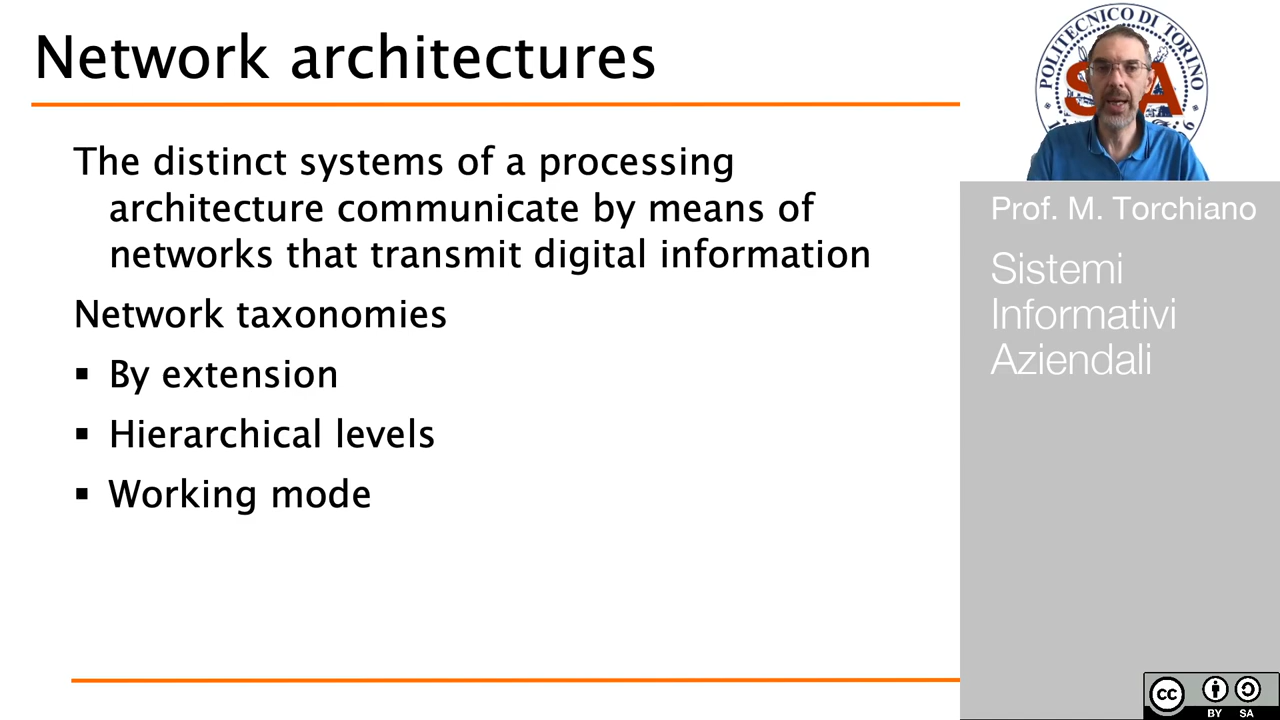 Network architectures
The distinct systems of a processing
architecture communicate by means of
networks that transmit digital information
Network taxonomies
▪ By extension
▪ Hierarchical levels
▪ Working mode
POLITECNICO DI TORINO
Prof. M. Torchiano
Sistemi
Informativi
Aziendali
cc
BY SA